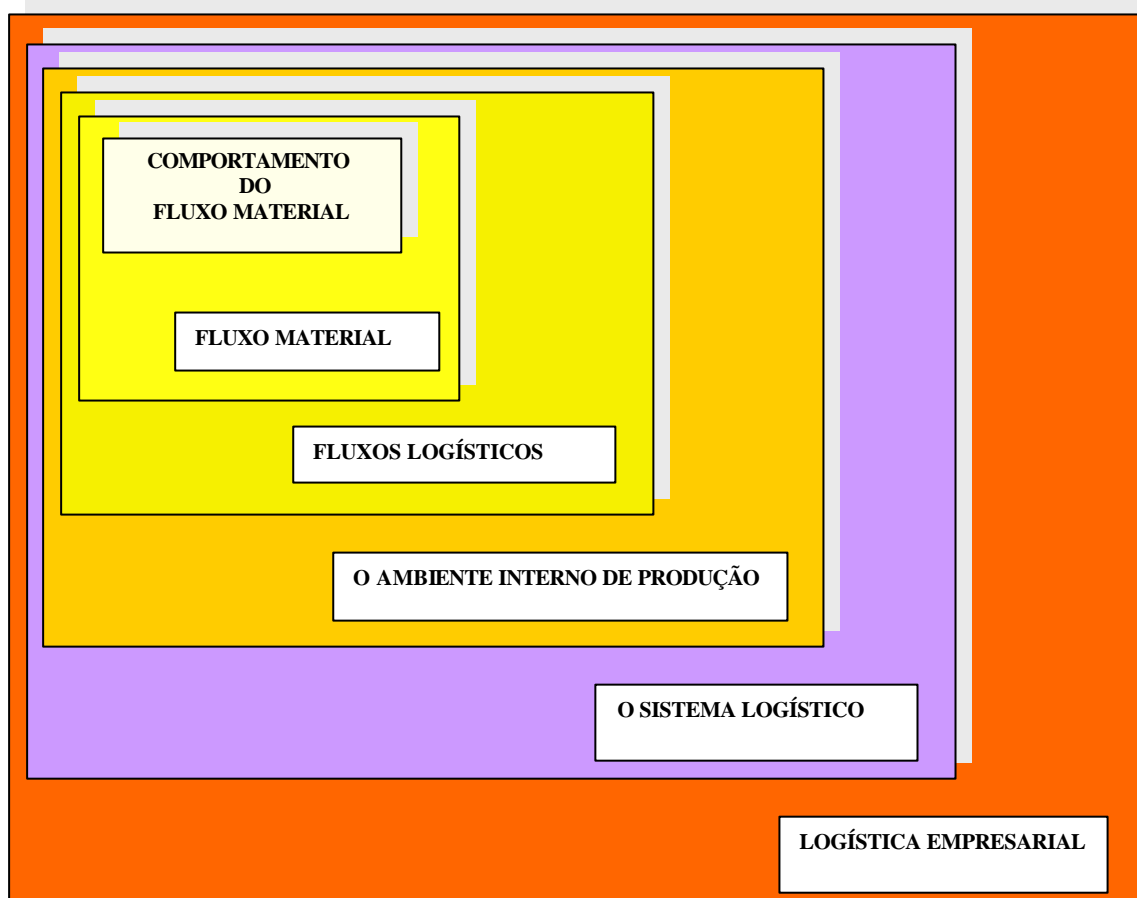 COMPORTAMENTO
DO
FLUXO MATERIAL
FLUXO MATERIAL
FLUXOS LOGÍSTICOS
O AMBIENTE INTERNO DE PRODUÇÃO
O SISTEMA LOGÍSTICO
LOGÍSTICA EMPRESARIAL